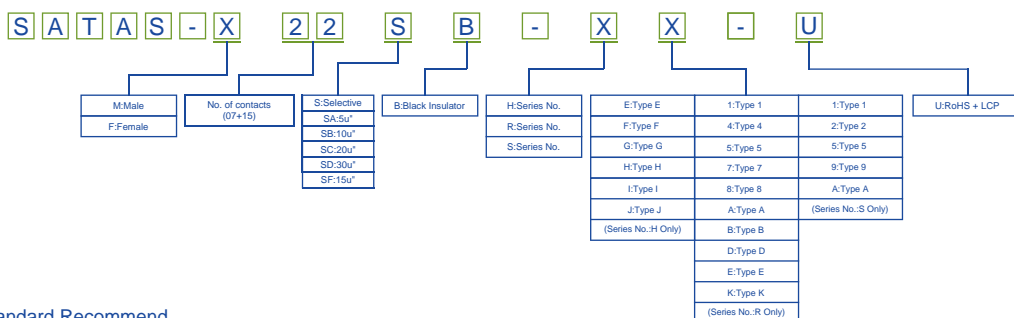 SATAS-X 22 S B - X X - U
M:Male
F:Female
No. of contacts
(07+15)
S:Selective
SA:5u"
SB:10u"
SC:20u"
SD:30u"
SF:15u"
B:Black Insulator
H:Series No.
R:Series No.
S:Series No.
E:Type E
F:Type F
G:Type G
H:Type H
I:Type I
J:Type J
(Series No.:H Only)
1:Type 1
4:Type 4
5:Type 5
7:Type 7
8:Type 8
A:Type A
B:Type B
D:Type D
E:Type E
K:Type K
(Series No.:R Only)
1:Type 1
2:Type 2
5:Type 5
9:Type 9
A:Type A
(Series No.:S Only)
U:RoHS + LCP
andard Recommend